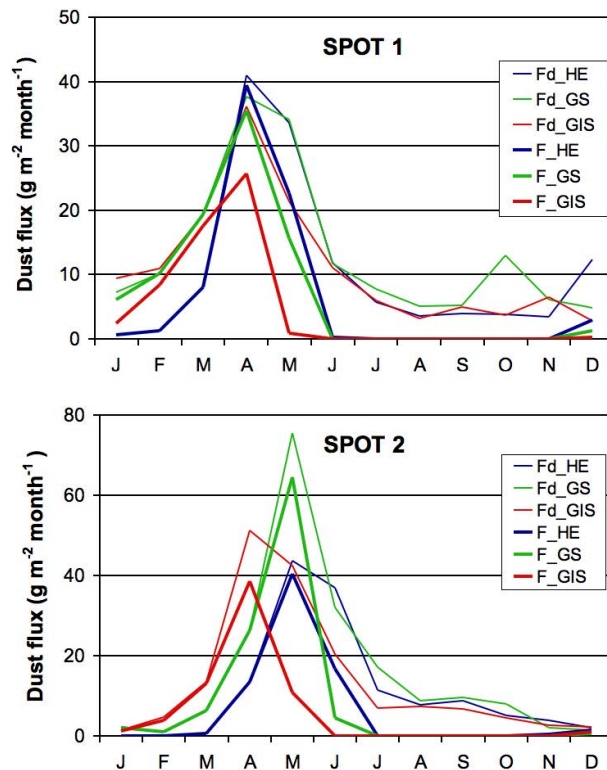 SPOT 1
Dust flux (g m⁻² month⁻¹)
50
40
30
20
10
0
J F M A M J J A S O N D
Fd_HE
Fd_GS
Fd_GIS
F_HE
F_GS
F_GIS
SPOT 2
Dust flux (g m⁻² month⁻¹)
80
60
40
20
0
J F M A M J J A S O N D
Fd_HE
Fd_GS
Fd_GIS
F_HE
F_GS
F_GIS